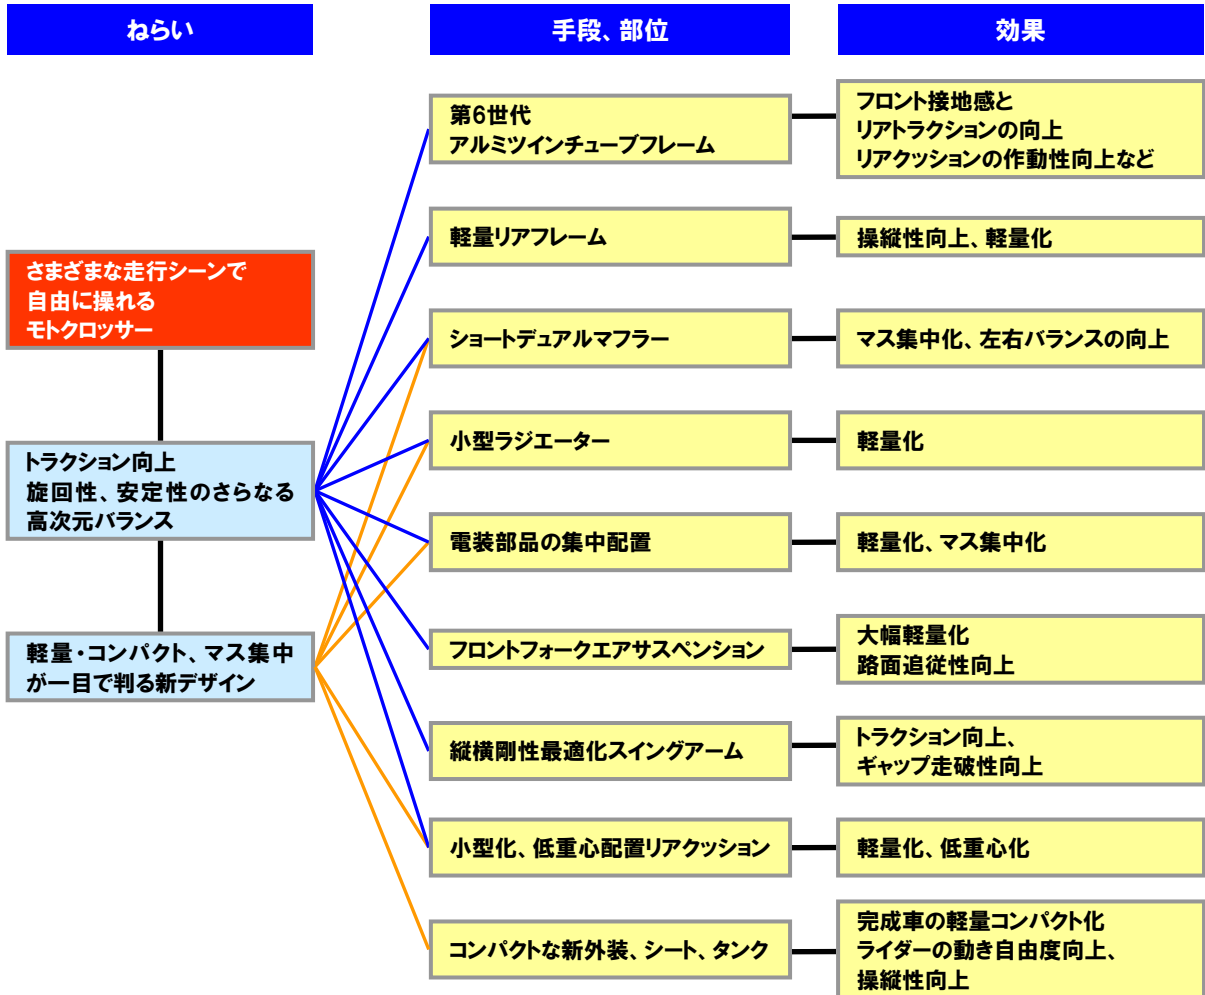 ねらい
手段、部位
効果
さまざまな走行シーンで
自由に操れる
モトクロッサー
トラクション向上
旋回性、安定性のさらなる
高次元バランス
軽量・コンパクト、マス集中
が一目で判る新デザイン
第6世代
アルミツインチューブフレーム
フロント接地感と
リアトラクションの向上
リアクッションの作動性向上など
軽量リアフレーム
操縦性向上、軽量化
ショートデュアルマフラー
マス集中化、左右バランスの向上
小型ラジエーター
軽量化
電装部品の集中配置
軽量化、マス集中化
フロントフォークエアサスペンション
大幅軽量化
路面追従性向上
縦横剛性最適化スイングアーム
トラクション向上、
ギャップ走破性向上
小型化、低重心配置リアクッション
軽量化、低重心化
コンパクトな新外装、シート、タンク
完成車の軽量コンパクト化
ライダーの動き自由度向上、
操縦性向上